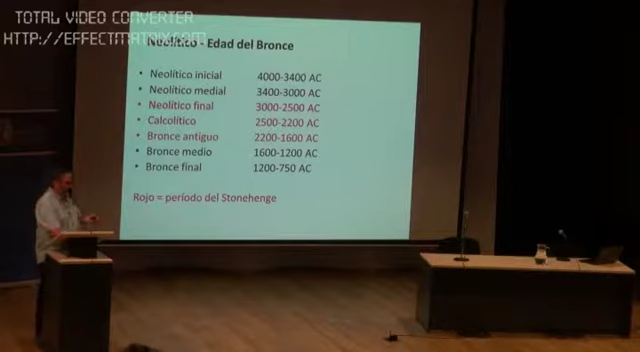 TOTAL VIDEO CONVERTER
HTTP://EFFECTMATRIX.COM
Neolítico - Edad del Bronce
• Neolítico inicial 4000-3400 AC
• Neolítico medial 3400-3000 AC
• Neolítico final 3000-2500 AC
• Calcolítico 2500-2200 AC
• Bronce antiguo 2200-1600 AC
• Bronce medio 1600-1200 AC
• Bronce final 1200-750 AC
Rojo = período del Stonehenge